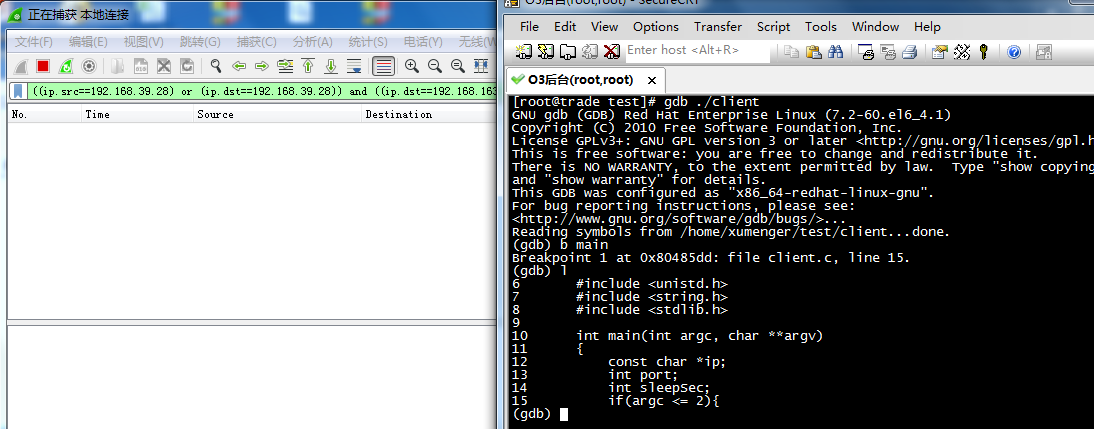 正在捕获 本地连接
文件(F) 编辑(E) 视图(V) 跳转(G) 捕获(C) 分析(A) 统计(S) 电话(Y) 无线(W
((ip.src==192.168.39.28) or (ip.dst==192.168.39.28)) and ((ip.dst==192.168.163
No. Time Source Destination
O3后台(root,root) - SecureCRT
File Edit View Options Transfer Script Tools Window Help
Enter host <Alt+R>
O3后台(root,root)
[root@trade test]# gdb ./client
GNU gdb (GDB) Red Hat Enterprise Linux (7.2-60.el6_4.1)
Copyright (C) 2010 Free Software Foundation, Inc.
License GPLv3+: GNU GPL version 3 or later <http://gnu.org/licenses/gpl.h
This is free software: you are free to change and redistribute it.
There is NO WARRANTY, to the extent permitted by law.  Type "show copying
and "show warranty" for details.
This GDB was configured as "x86_64-redhat-linux-gnu".
For bug reporting instructions, please see:
<http://www.gnu.org/software/gdb/bugs/>...
Reading symbols from /home/xumenger/test/client...done.
(gdb) b main
Breakpoint 1 at 0x80485dd: file client.c, line 15.
(gdb) l
6       #include <unistd.h>
7       #include <string.h>
8       #include <stdlib.h>
9
10      int main(int argc, char **argv)
11      {
12          const char *ip;
13          int port;
14          int sleepSec;
15          if(argc <= 2){
(gdb)